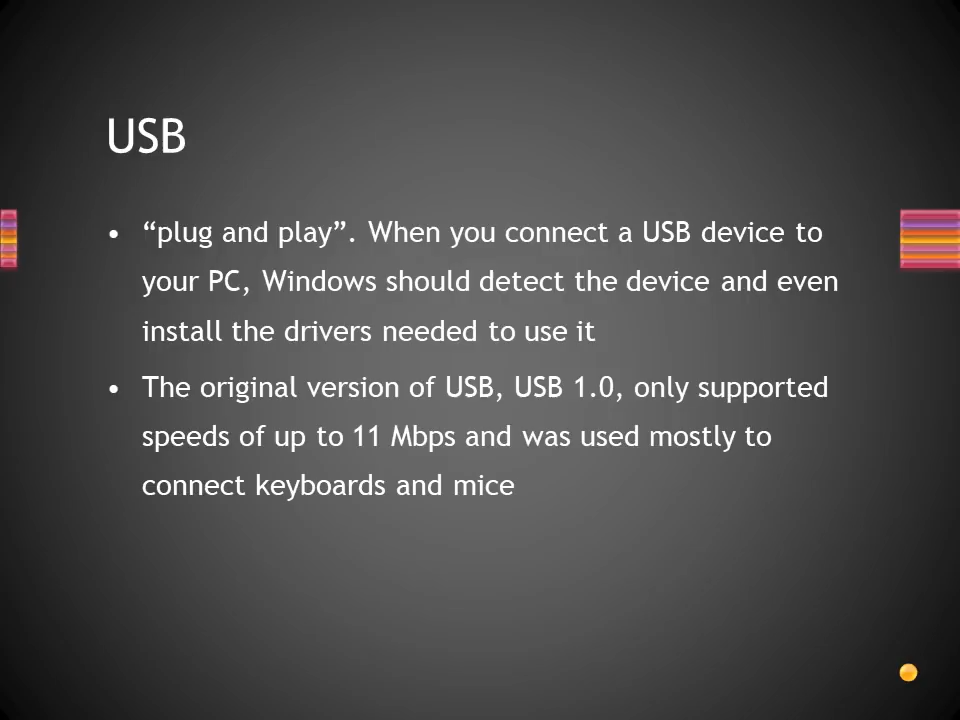 USB
• “plug and play”. When you connect a USB device to
your PC, Windows should detect the device and even
install the drivers needed to use it
• The original version of USB, USB 1.0, only supported
speeds of up to 11 Mbps and was used mostly to
connect keyboards and mice